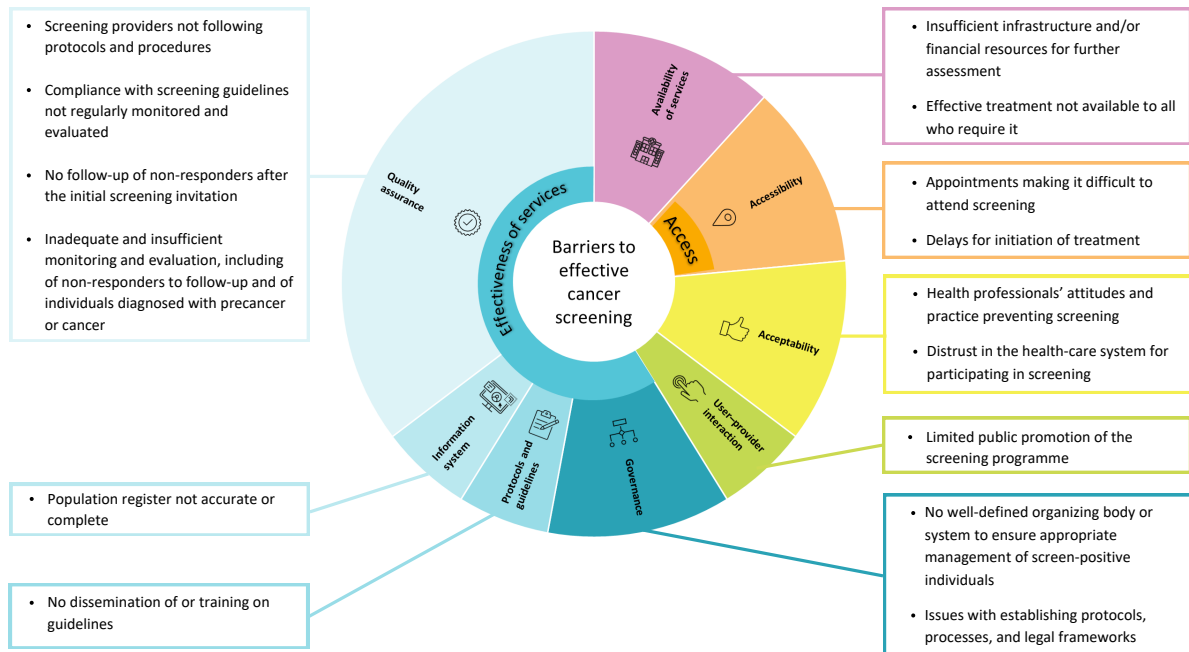 • Screening providers not following
protocols and procedures
• Compliance with screening guidelines
not regularly monitored and
evaluated
• No follow-up of non-responders after
the initial screening invitation
• Inadequate and insufficient
monitoring and evaluation, including
of non-responders to follow-up and of
individuals diagnosed with precancer
or cancer
• Population register not accurate or
complete
• No dissemination of or training on
guidelines
Quality
assurance
Information
system
Protocols and
guidelines
Governance
User–provider
interaction
Acceptability
Accessibility
Availability
of services
Effectiveness of services
Access
Barriers to
effective
cancer
screening
• Insufficient infrastructure and/or
financial resources for further
assessment
• Effective treatment not available to all
who require it
• Appointments making it difficult to
attend screening
• Delays for initiation of treatment
• Health professionals’ attitudes and
practice preventing screening
• Distrust in the health-care system for
participating in screening
• Limited public promotion of the
screening programme
• No well-defined organizing body or
system to ensure appropriate
management of screen-positive
individuals
• Issues with establishing protocols,
processes, and legal frameworks